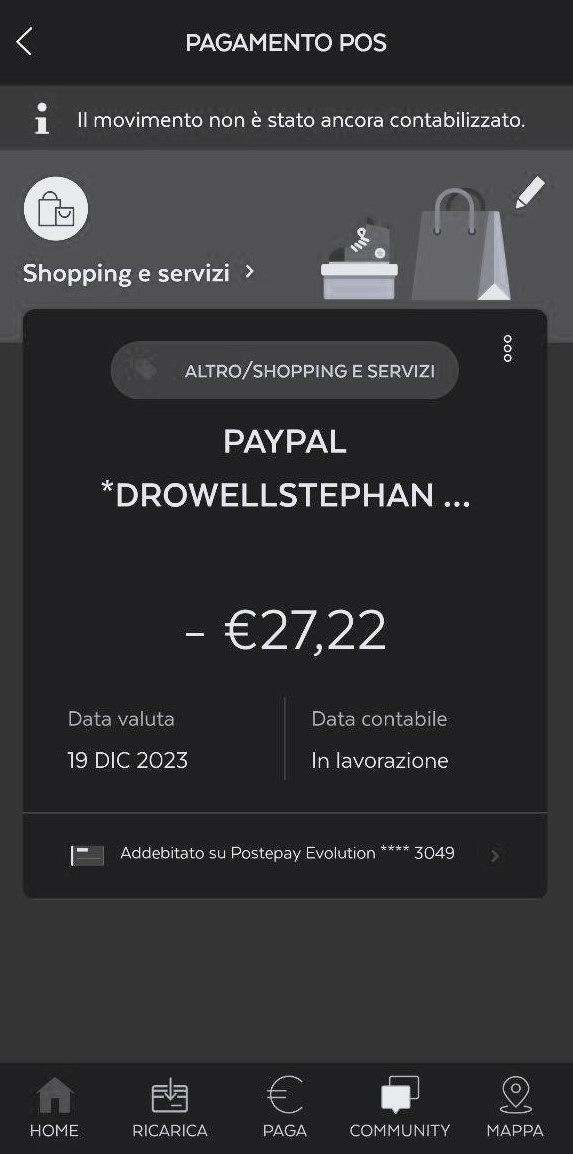 PAGAMENTO POS
Il movimento non è stato ancora contabilizzato.
Shopping e servizi
ALTRO/SHOPPING E SERVIZI
PAYPAL
*DROWELLSTEPHAN ...
- €27,22
Data valuta
Data contabile
19 DIC 2023
In lavorazione
Addebitato su Postepay Evolution **** 3049
HOME
RICARICA
PAGA
COMMUNITY
MAPPA